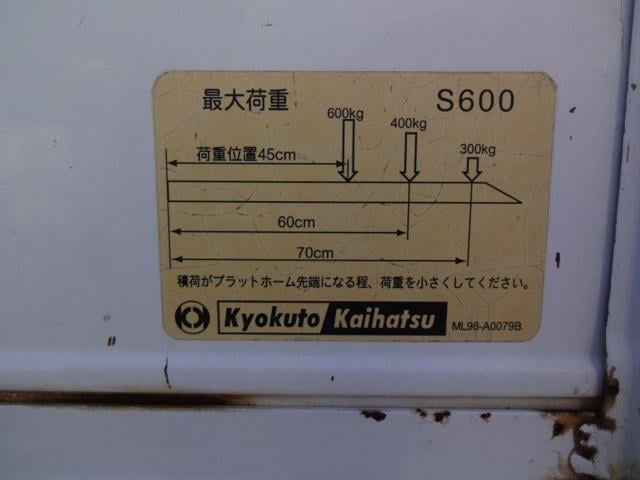 最大荷重 S600
600kg
400kg
300kg
荷重位置45cm
60cm
70cm
積荷がプラットホーム先端になる程、荷重を小さくしてください。
Kyokuto Kaihatsu ML98-A0079B